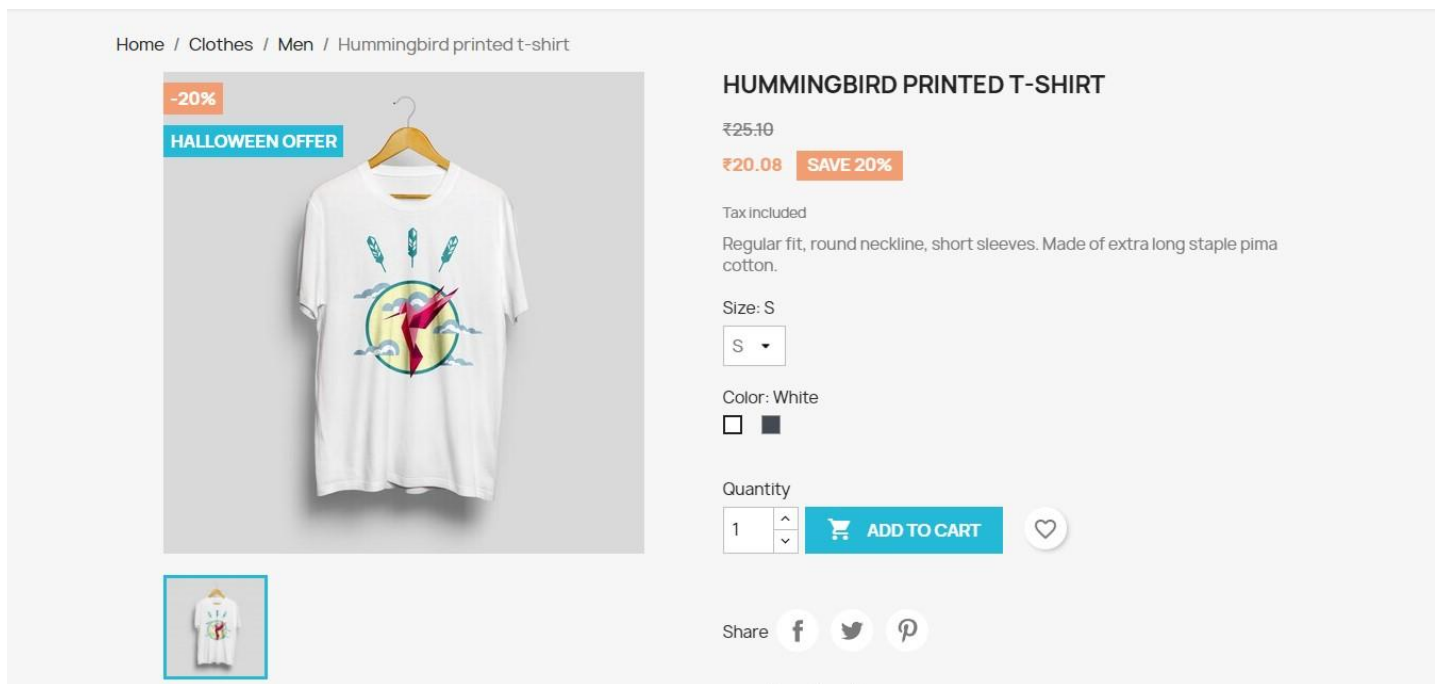 Home / Clothes / Men / Hummingbird printed t-shirt
-20%
HALLOWEEN OFFER
HUMMINGBIRD PRINTED T-SHIRT
₹25.10
₹20.08 SAVE 20%
Tax included
Regular fit, round neckline, short sleeves. Made of extra long staple pima
cotton.
Size: S
S
Color: White
Quantity
1 ADD TO CART
Share